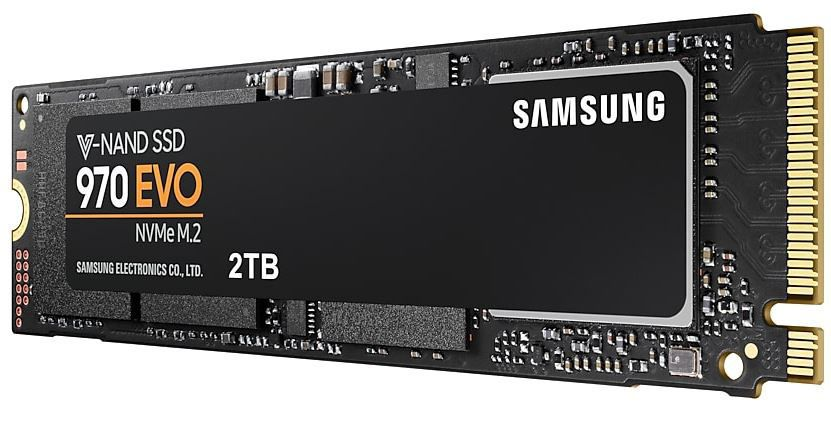 SAMSUNG
V-NAND SSD
970 EVO
NVMe M.2
SAMSUNG ELECTRONICS CO., LTD.
2TB